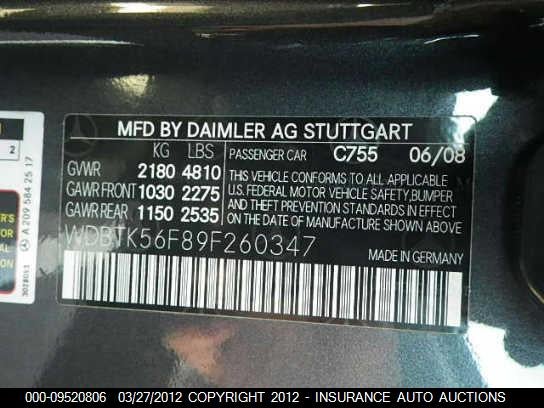 MFD BY DAIMLER AG STUTTGART
KG LBS
GVWR 2180 4810
GAWR FRONT 1030 2275
GAWR REAR 1150 2535
PASSENGER CAR C755 06/08
THIS VEHICLE CONFORMS TO ALL APPLICABLE
U.S. FEDERAL MOTOR VEHICLE SAFETY, BUMPER
AND THEFT PREVENTION STANDARDS IN EFFECT
ON THE DATE OF MANUFACTURE SHOWN ABOVE
WDBTK56F89F260347
MADE IN GERMANY
2
A 209 584 25 17
000-09520806 03/27/2012 COPYRIGHT 2012 - INSURANCE AUTO AUCTIONS